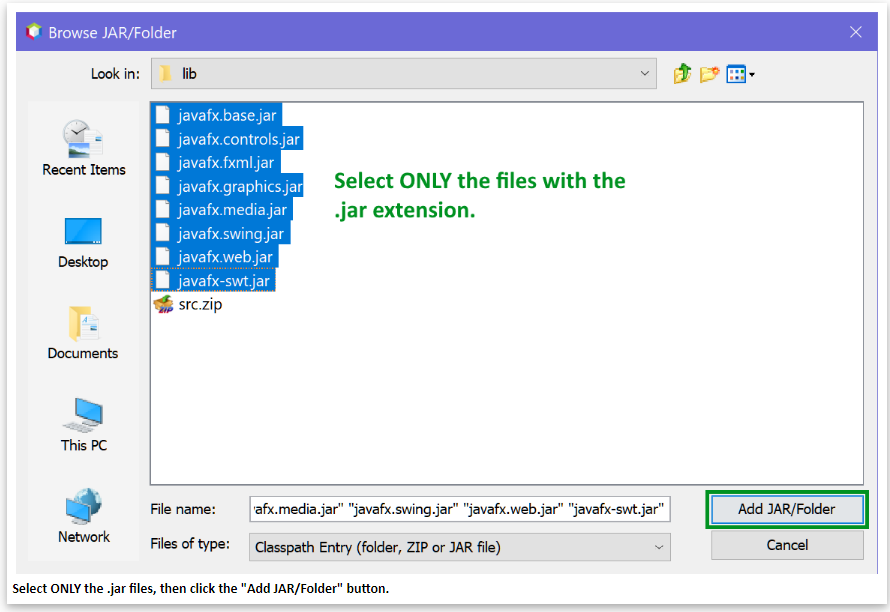 Browse JAR/Folder
Look in:
lib
Recent Items
Desktop
Documents
This PC
Network
javafx.base.jar
javafx.controls.jar
javafx.fxml.jar
javafx.graphics.jar
javafx.media.jar
javafx.swing.jar
javafx.web.jar
javafx-swt.jar
src.zip
Select ONLY the files with the
.jar extension.
File name:
afx.media.jar" "javafx.swing.jar" "javafx.web.jar" "javafx-swt.jar"
Add JAR/Folder
Files of type:
Classpath Entry (folder, ZIP or JAR file)
Cancel
Select ONLY the .jar files, then click the "Add JAR/Folder" button.